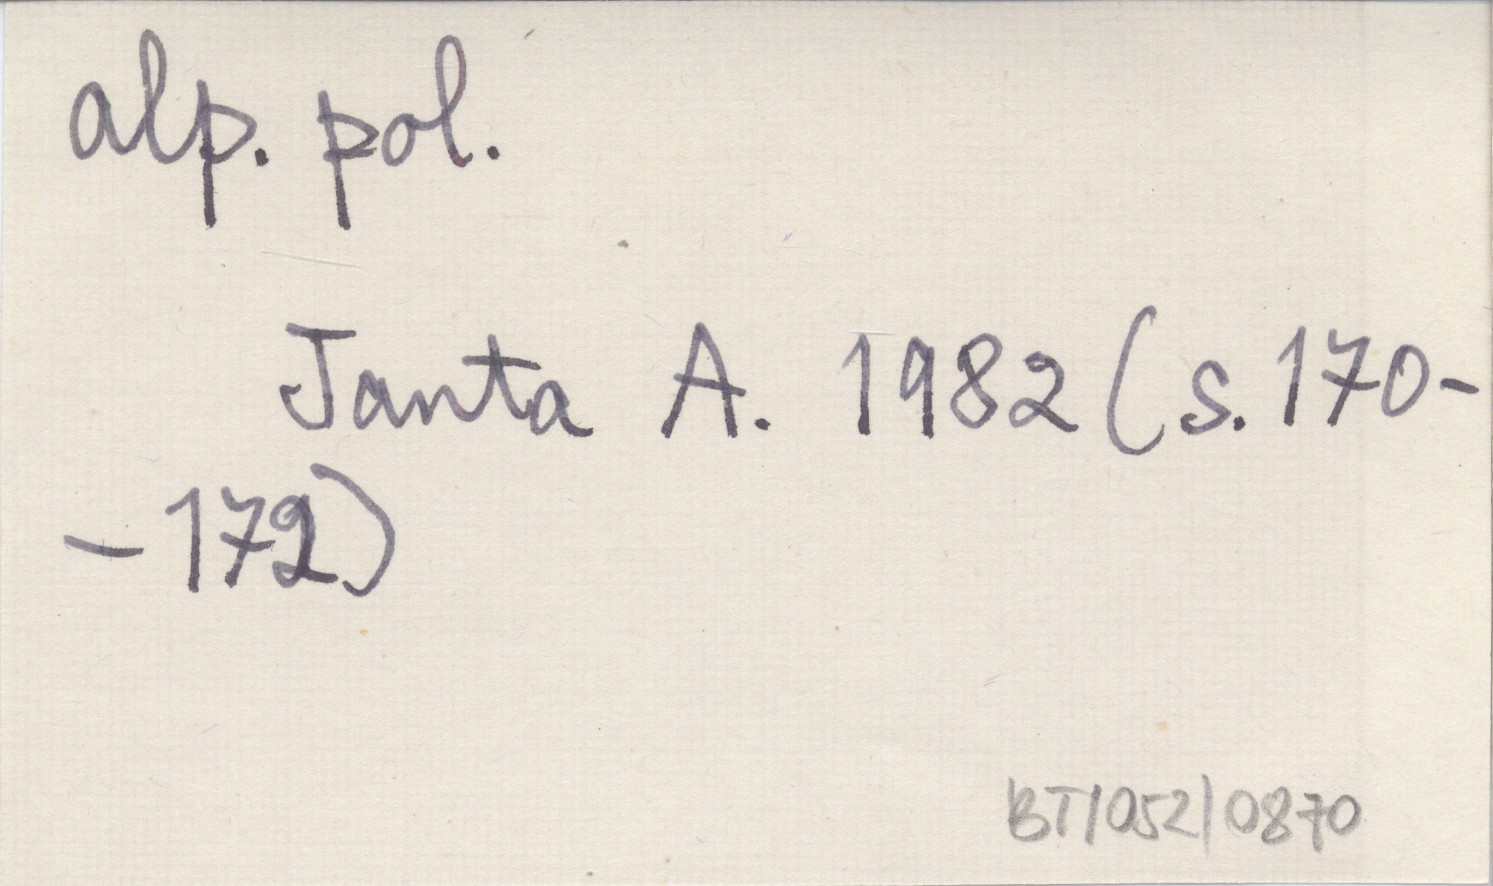 alp. pol.
Janta A. 1982 (s. 170-
- 172)
BT/052/0870